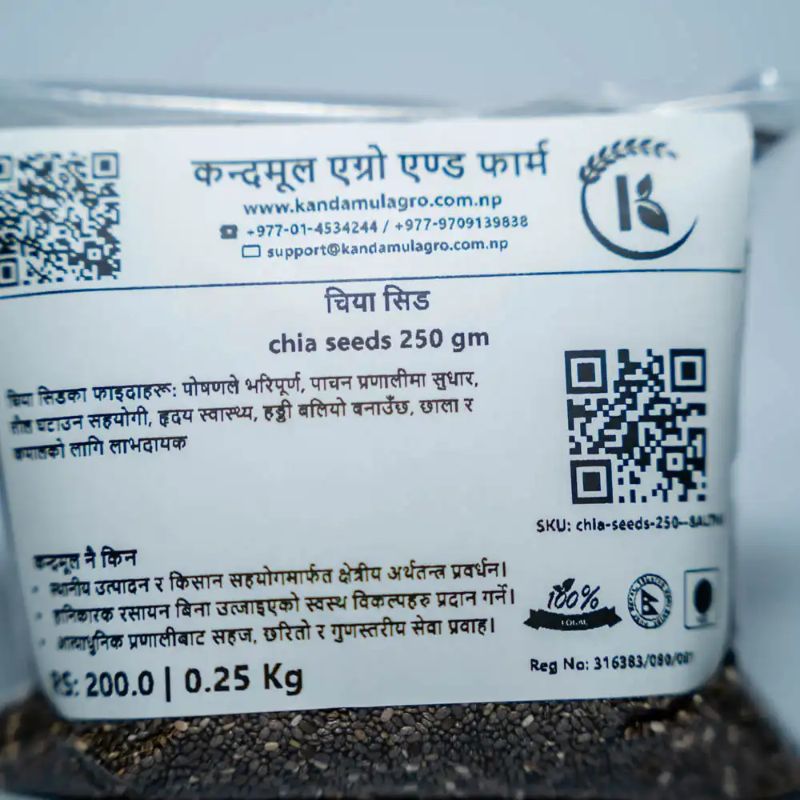 कन्दमूल एग्रो एण्ड फार्म
www.kandamulagro.com.np
+977-01-4534244 / +977-9709139838
support@kandamulagro.com.np
K
चिया सिड
chia seeds 250 gm
चिया सिडका फाइदाहरू: पोषणले भरिपूर्ण, पाचन प्रणालीमा सुधार,
तौल घटाउन सहयोगी, हृदय स्वास्थ्य, हड्डी बलियो बनाउँछ, छाला र
कपालको लागि लाभदायक
SKU: chia-seeds-250--
कन्दमूल नै किन
• स्थानीय उत्पादन र किसान सहयोगमार्फत क्षेत्रीय अर्थतन्त्र प्रवर्धन।
• हानिकारक रसायन बिना उब्जाइएको स्वस्थ विकल्पहरु प्रदान गर्ने।
• अत्याधुनिक प्रणालीबाट सहज, छरितो र गुणस्तरीय सेवा प्रवाह।
100%
LOCAL
RS: 200.0 | 0.25 Kg
Reg No: 316383/080/081